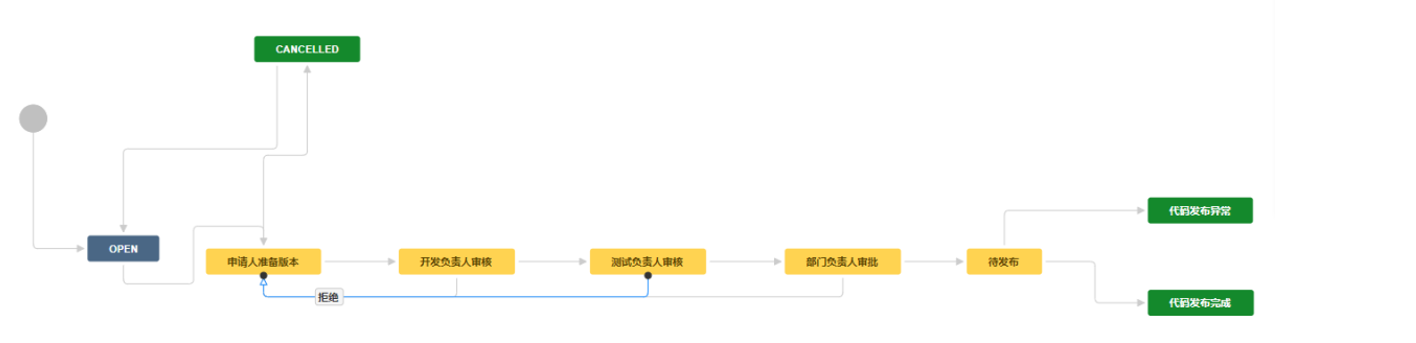 CANCELLED
OPEN
申请人准备版本
开发负责人审核
测试负责人审核
部门负责人审批
待发布
代码发布异常
代码发布完成
拒绝